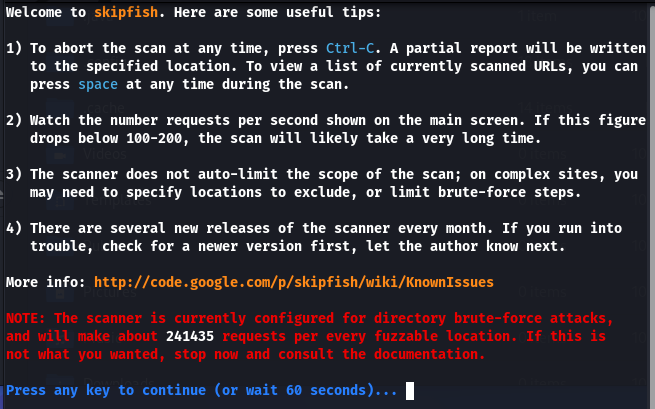 Welcome to skipfish. Here are some useful tips:
1) To abort the scan at any time, press Ctrl-C. A partial report will be written
to the specified location. To view a list of currently scanned URLs, you can
press space at any time during the scan.
2) Watch the number requests per second shown on the main screen. If this figure
drops below 100-200, the scan will likely take a very long time.
3) The scanner does not auto-limit the scope of the scan; on complex sites, you
may need to specify locations to exclude, or limit brute-force steps.
4) There are several new releases of the scanner every month. If you run into
trouble, check for a newer version first, let the author know next.
More info: http://code.google.com/p/skipfish/wiki/KnownIssues
NOTE: The scanner is currently configured for directory brute-force attacks,
and will make about 241435 requests per every fuzzable location. If this is
not what you wanted, stop now and consult the documentation.
Press any key to continue (or wait 60 seconds)...